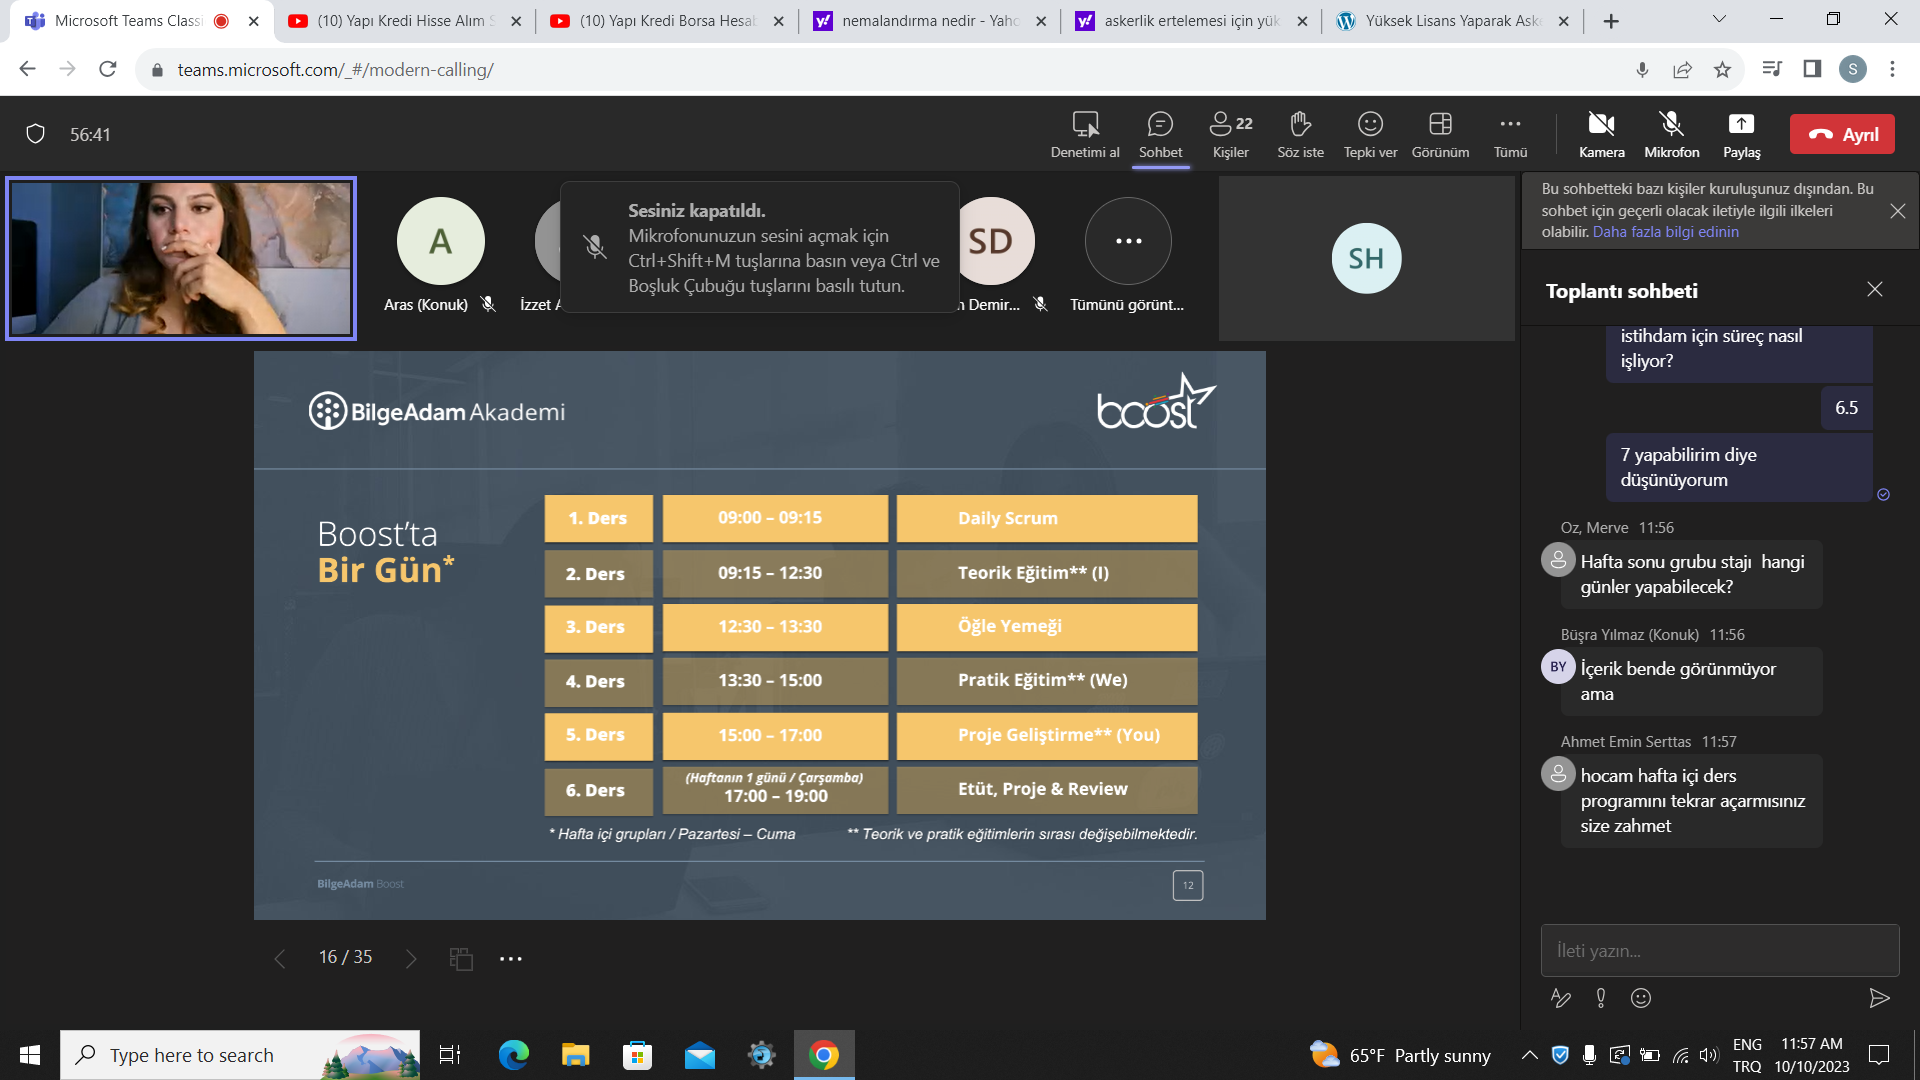 Microsoft Teams Classi
(10) Yapı Kredi Hisse Alım S
(10) Yapı Kredi Borsa Hesab
nemalandırma nedir - Yaho
askerlik ertelemesi için yük
Yüksek Lisans Yaparak Aske
teams.microsoft.com/_#/modern-calling/
S
56:41
Denetimi al
Sohbet
22
Kişiler
Söz iste
Tepki ver
Görünüm
Tümü
Kamera
Mikrofon
Paylaş
Ayrıl
A
Aras (Konuk)
İzzet A
Sesiniz kapatıldı.
Mikrofonunuzun sesini açmak için
Ctrl+Shift+M tuşlarına basın veya Ctrl ve
Boşluk Çubuğu tuşlarını basılı tutun.
SD
n Demir...
Tümünü görünt...
SH
Bu sohbetteki bazı kişiler kuruluşunuz dışından. Bu
sohbet için geçerli olacak iletiyle ilgili ilkeleri
olabilir. Daha fazla bilgi edinin
Toplantı sohbeti
istihdam için süreç nasıl
işliyor?
6.5
7 yapabilirim diye
düşünüyorum
Oz, Merve 11:56
Hafta sonu grubu stajı hangi
günler yapabilecek?
Büşra Yılmaz (Konuk) 11:56
BY
İçerik bende görünmüyor
ama
Ahmet Emin Serttas 11:57
hocam hafta içi ders
programını tekrar açarmısınız
size zahmet
İleti yazın...
BilgeAdam Akademi
boost
Boost'ta
Bir Gün*
1. Ders 09:00 – 09:15 Daily Scrum
2. Ders 09:15 – 12:30 Teorik Eğitim** (I)
3. Ders 12:30 – 13:30 Öğle Yemeği
4. Ders 13:30 – 15:00 Pratik Eğitim** (We)
5. Ders 15:00 – 17:00 Proje Geliştirme** (You)
(Haftanın 1 günü / Çarşamba)
6. Ders 17:00 – 19:00 Etüt, Proje & Review
* Hafta içi grupları / Pazartesi – Cuma
** Teorik ve pratik eğitimlerin sırası değişebilmektedir.
BilgeAdam Boost
12
16 / 35
Type here to search
65°F Partly sunny
ENG
TRQ
11:57 AM
10/10/2023